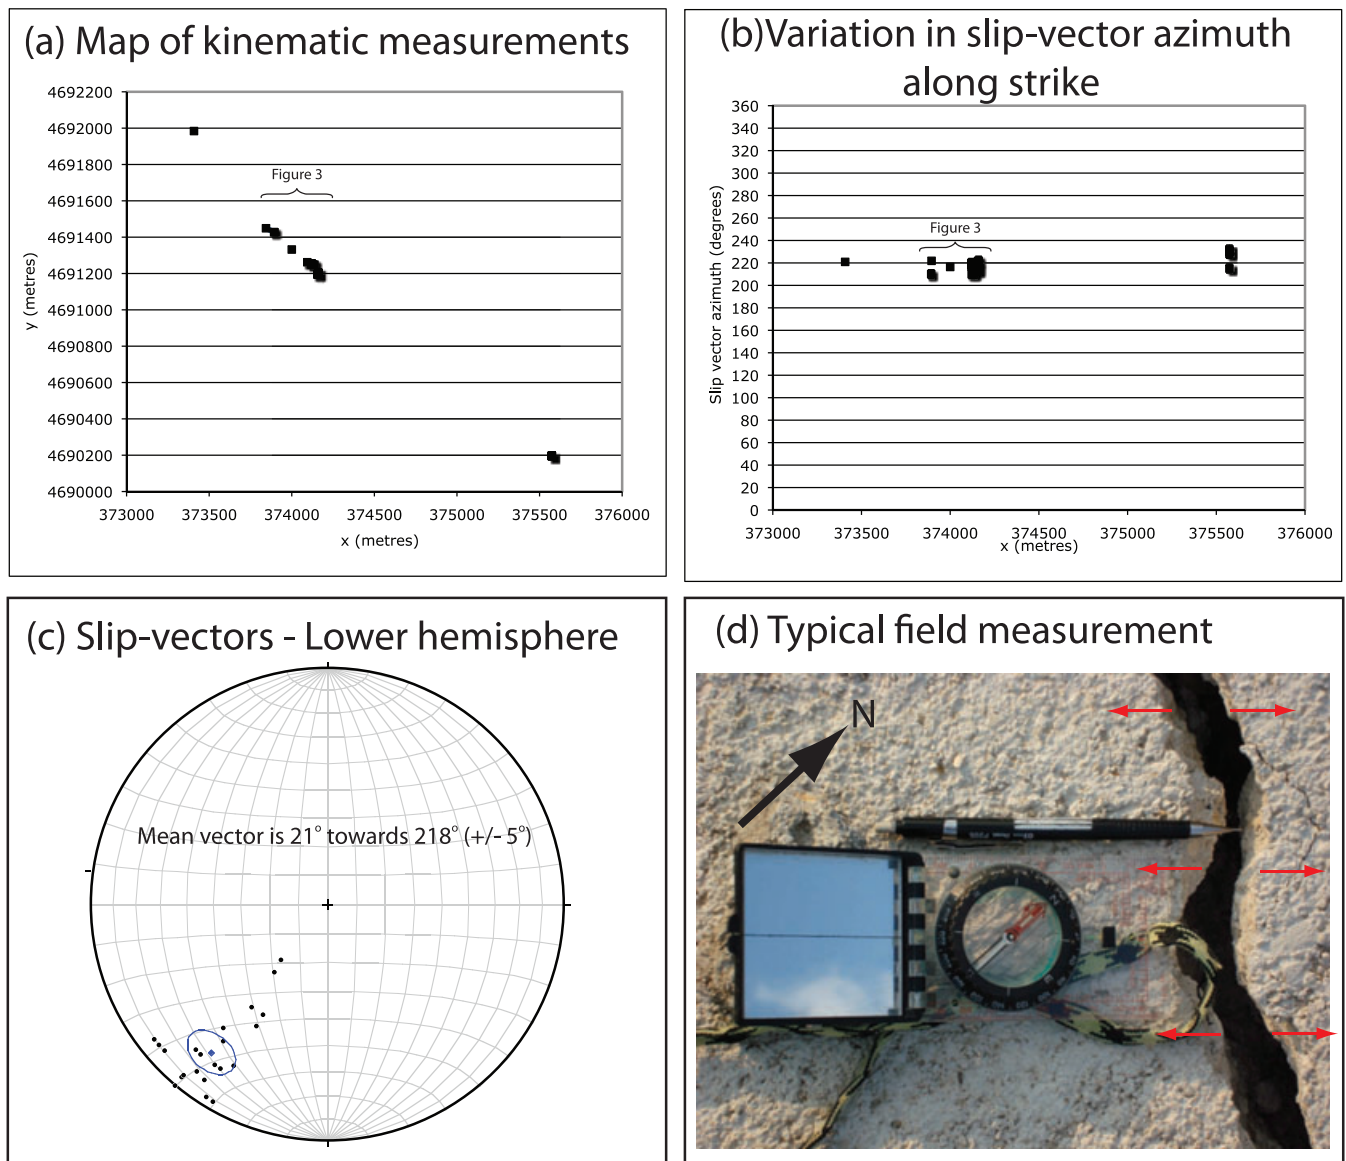 (a) Map of kinematic measurements
4692200
4692000
4691800
4691600
4691400
4691200
4691000
4690800
4690600
4690400
4690200
4690000
y (metres)
Figure 3
373000 373500 374000 374500 375000 375500 376000
x (metres)
(b)Variation in slip-vector azimuth
along strike
360
340
320
300
280
260
240
220
200
180
160
140
120
100
80
60
40
20
0
Slip vector azimuth (degrees)
Figure 3
373000 373500 374000 374500 375000 375500 376000
x (metres)
(c) Slip-vectors - Lower hemisphere
Mean vector is 21° towards 218° (+/- 5°)
(d) Typical field measurement
N